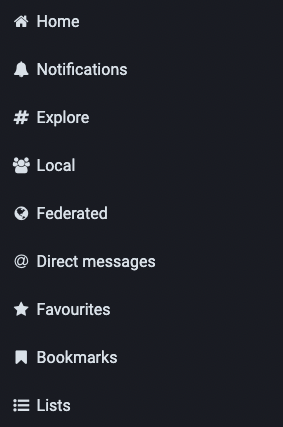 Home
Notifications
# Explore
Local
Federated
@ Direct messages
Favourites
Bookmarks
Lists